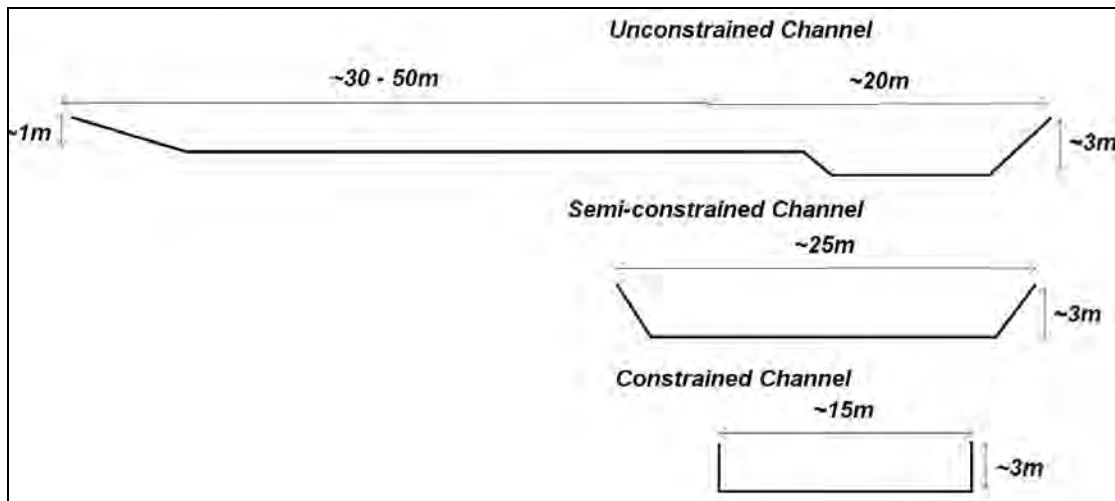 Unconstrained Channel
~30 - 50m
~20m
~1m
~3m
Semi-constrained Channel
~25m
~3m
Constrained Channel
~15m
~3m